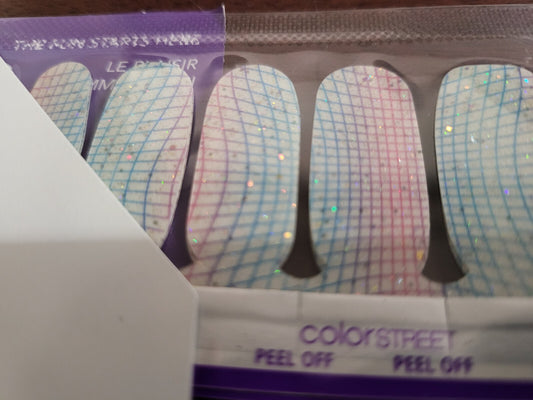 THE FUN STARTS HERE
LE PLAISIR
colorSTREET
PEEL OFF PEEL OFF